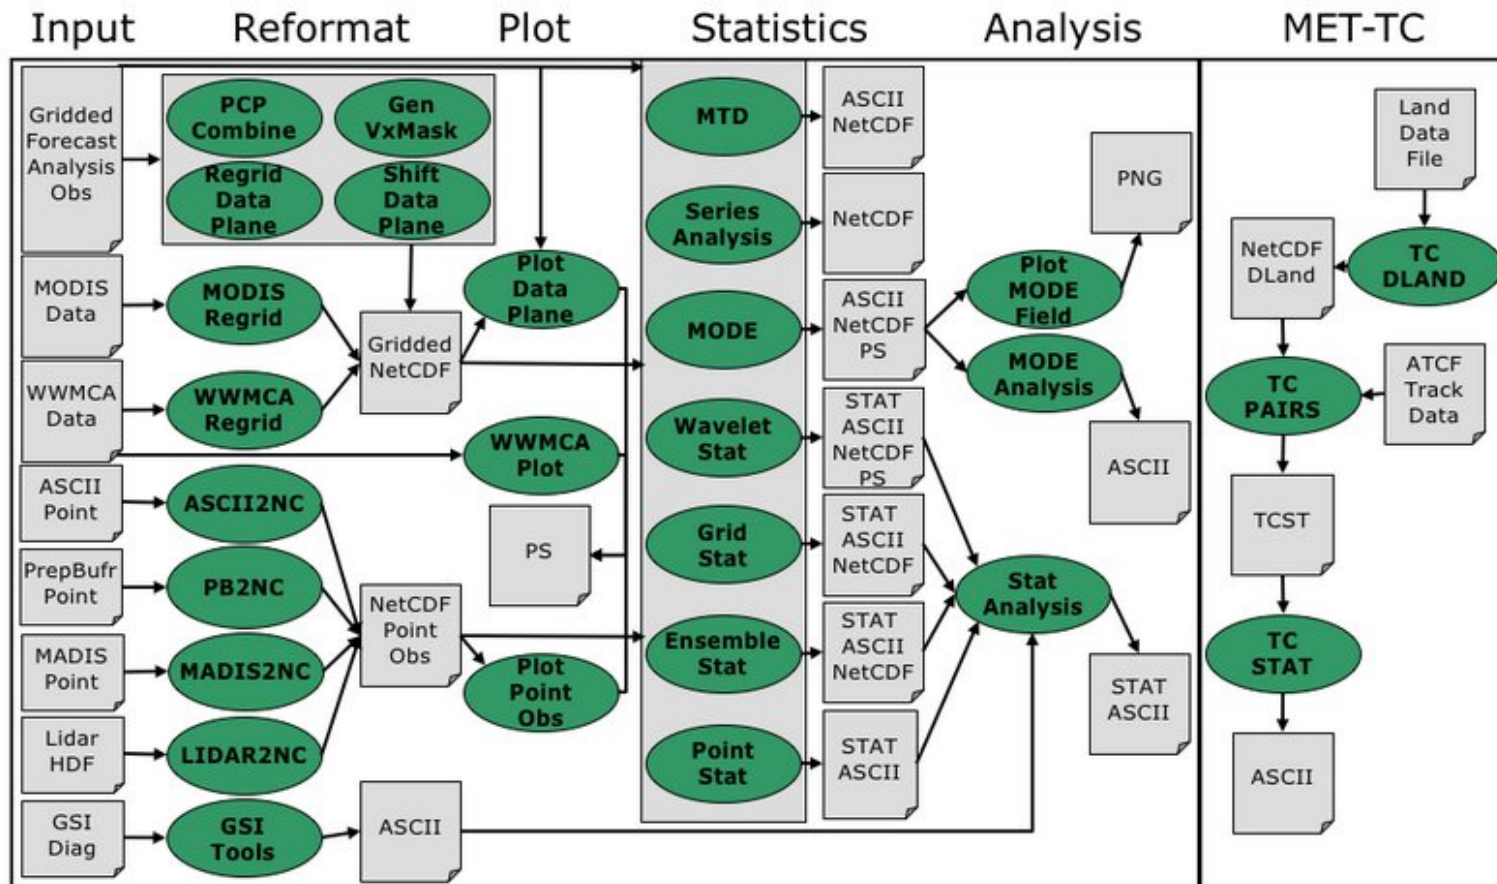 Input
Reformat
Plot
Statistics
Analysis
MET-TC
Gridded
Forecast
Analysis
Obs
PCP
Combine
Gen
VxMask
Regrid
Data
Plane
Shift
Data
Plane
MODIS
Data
MODIS
Regrid
WWMCA
Data
WWMCA
Regrid
Gridded
NetCDF
Plot
Data
Plane
WWMCA
Plot
PS
ASCII
Point
ASCII2NC
PrepBufr
Point
PB2NC
MADIS
Point
MADIS2NC
Lidar
HDF
LIDAR2NC
NetCDF
Point
Obs
Plot
Point
Obs
GSI
Diag
GSI
Tools
ASCII
MTD
ASCII
NetCDF
Series
Analysis
NetCDF
MODE
ASCII
NetCDF
PS
Wavelet
Stat
STAT
ASCII
NetCDF
PS
Grid
Stat
STAT
ASCII
NetCDF
Ensemble
Stat
STAT
ASCII
NetCDF
Point
Stat
STAT
ASCII
PNG
Plot
MODE
Field
MODE
Analysis
ASCII
Stat
Analysis
STAT
ASCII
Land
Data
File
NetCDF
DLand
TC
DLAND
TC
PAIRS
ATCF
Track
Data
TCST
TC
STAT
ASCII